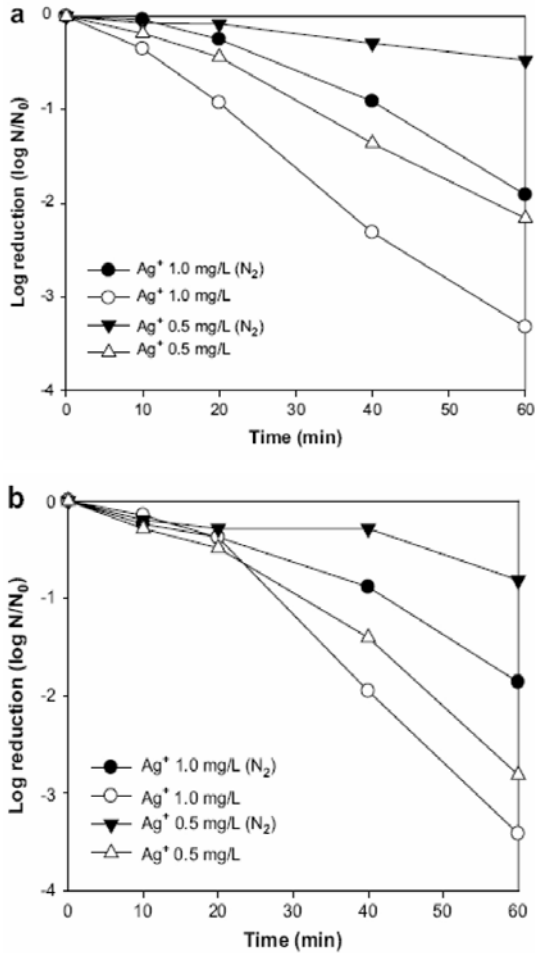 a
Log reduction (log N/N₀)
0
-1
-2
-3
-4
Ag⁺ 1.0 mg/L (N₂)
Ag⁺ 1.0 mg/L
Ag⁺ 0.5 mg/L (N₂)
Ag⁺ 0.5 mg/L
0 10 20 30 40 50 60
Time (min)
b
Log reduction (log N/N₀)
0
-1
-2
-3
-4
Ag⁺ 1.0 mg/L (N₂)
Ag⁺ 1.0 mg/L
Ag⁺ 0.5 mg/L (N₂)
Ag⁺ 0.5 mg/L
0 10 20 30 40 50 60
Time (min)